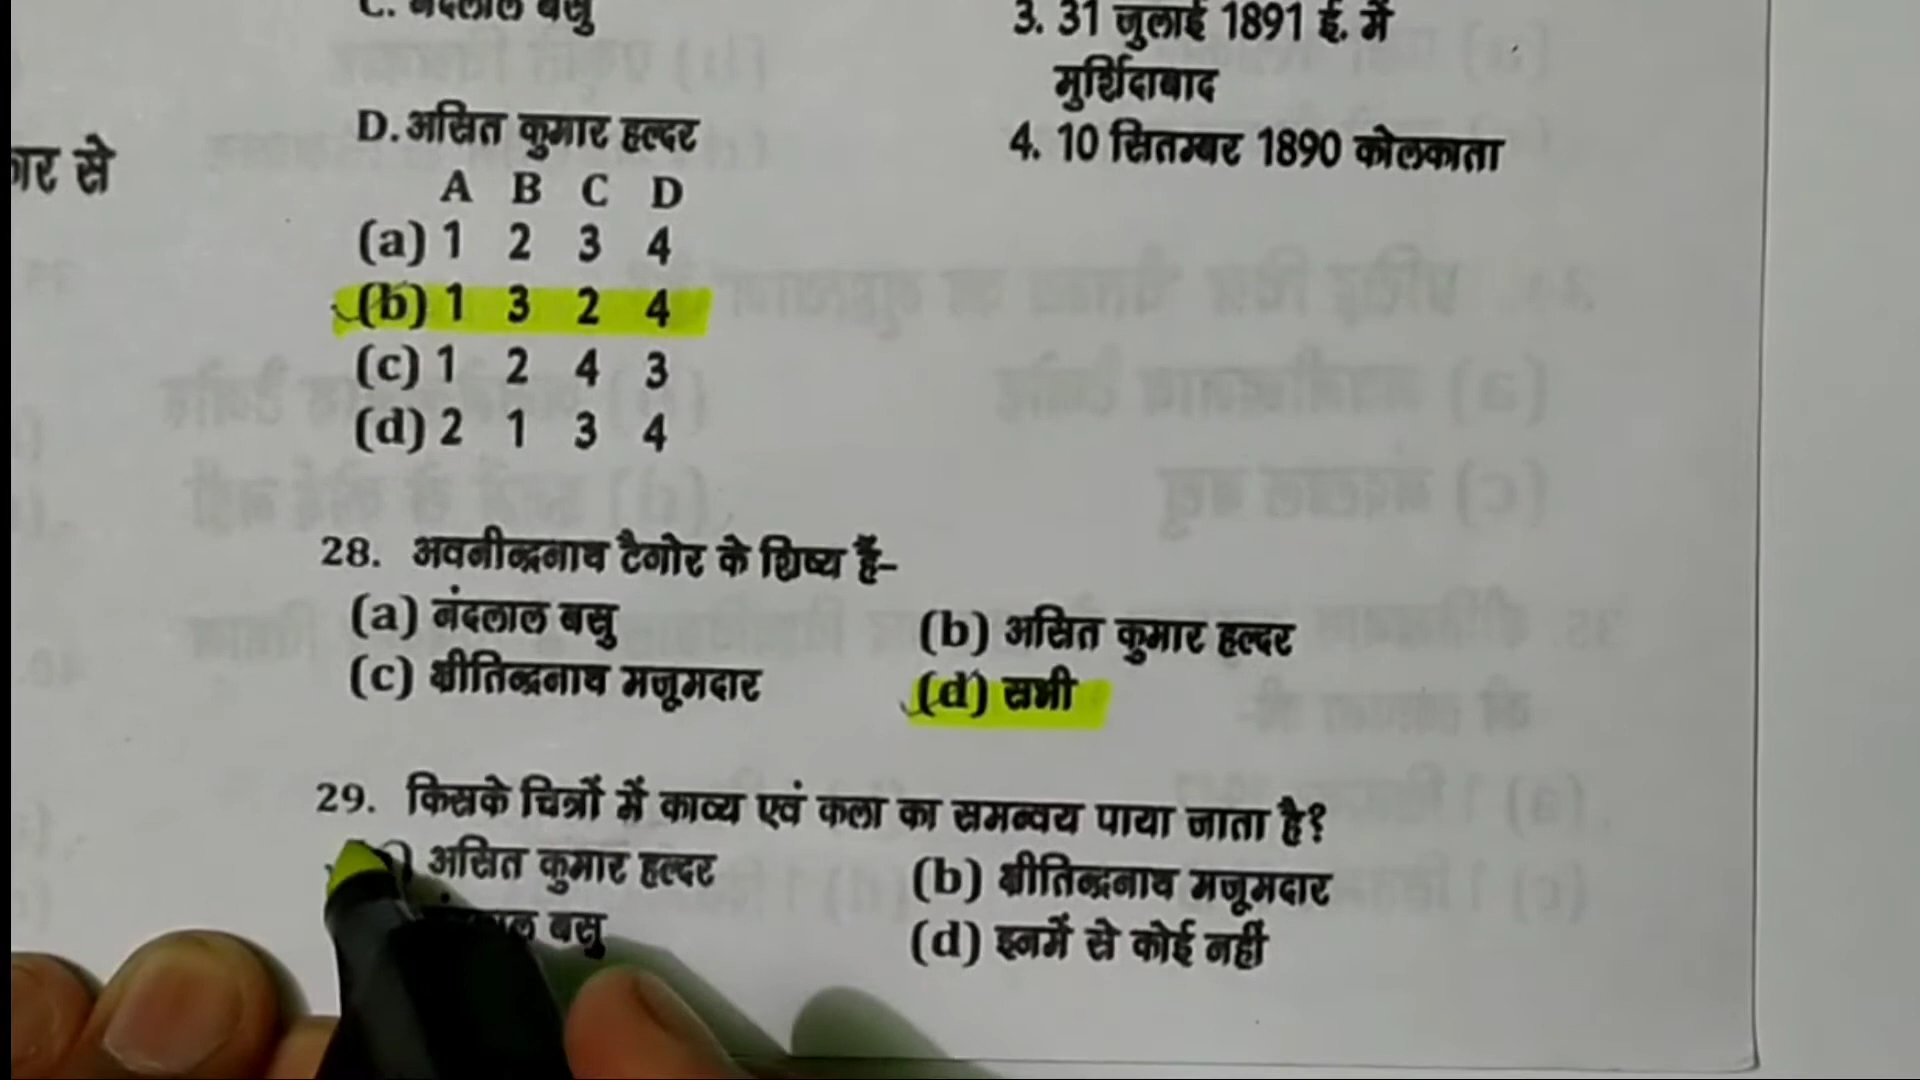 C. नंदलाल बसु
3. 31 जुलाई 1891 ई. में
मुर्शिदाबाद
D. असित कुमार हल्दर
4. 10 सितम्बर 1890 कोलकाता
A B C D
(a) 1 2 3 4
(b) 1 3 2 4
(c) 1 2 4 3
(d) 2 1 3 4
से
28. अवनीन्द्रनाथ टैगोर के शिष्य हैं-
(a) नंदलाल बसु (b) असित कुमार हल्दर
(c) क्षीतिन्द्रनाथ मजूमदार (d) सभी
29. किसके चित्रों में काव्य एवं कला का समन्वय पाया जाता है?
असित कुमार हल्दर (b) क्षीतिन्द्रनाथ मजूमदार
बसु (d) इनमें से कोई नहीं